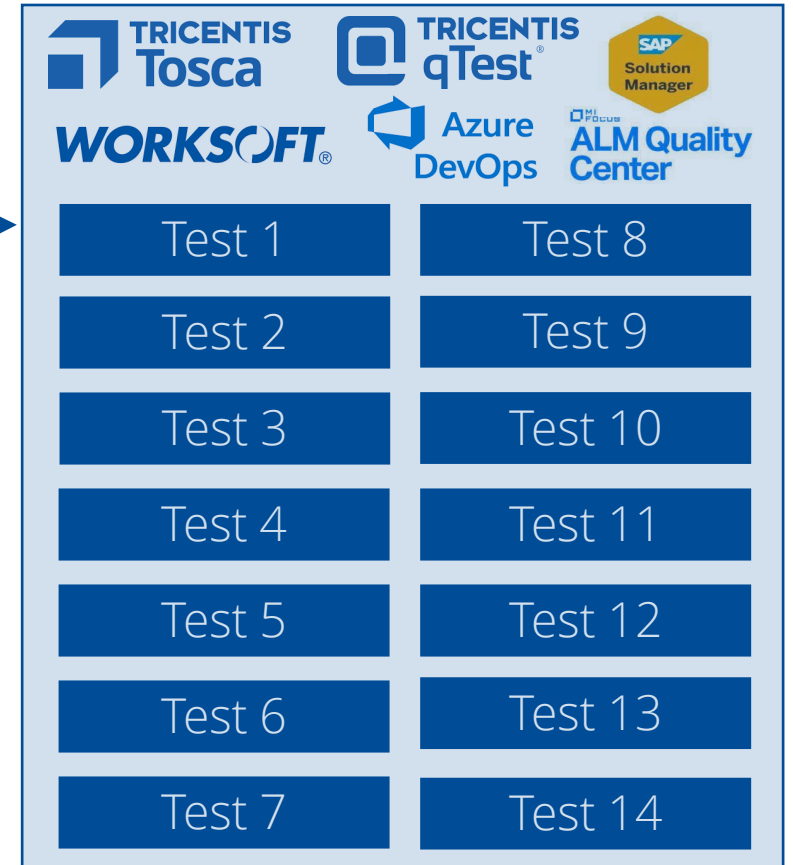 TRICENTIS
Tosca
TRICENTIS
qTest®
SAP
Solution
Manager
WORKSOFT®
Azure
DevOps
MI
FOCUS
ALM Quality
Center
Test 1
Test 2
Test 3
Test 4
Test 5
Test 6
Test 7
Test 8
Test 9
Test 10
Test 11
Test 12
Test 13
Test 14